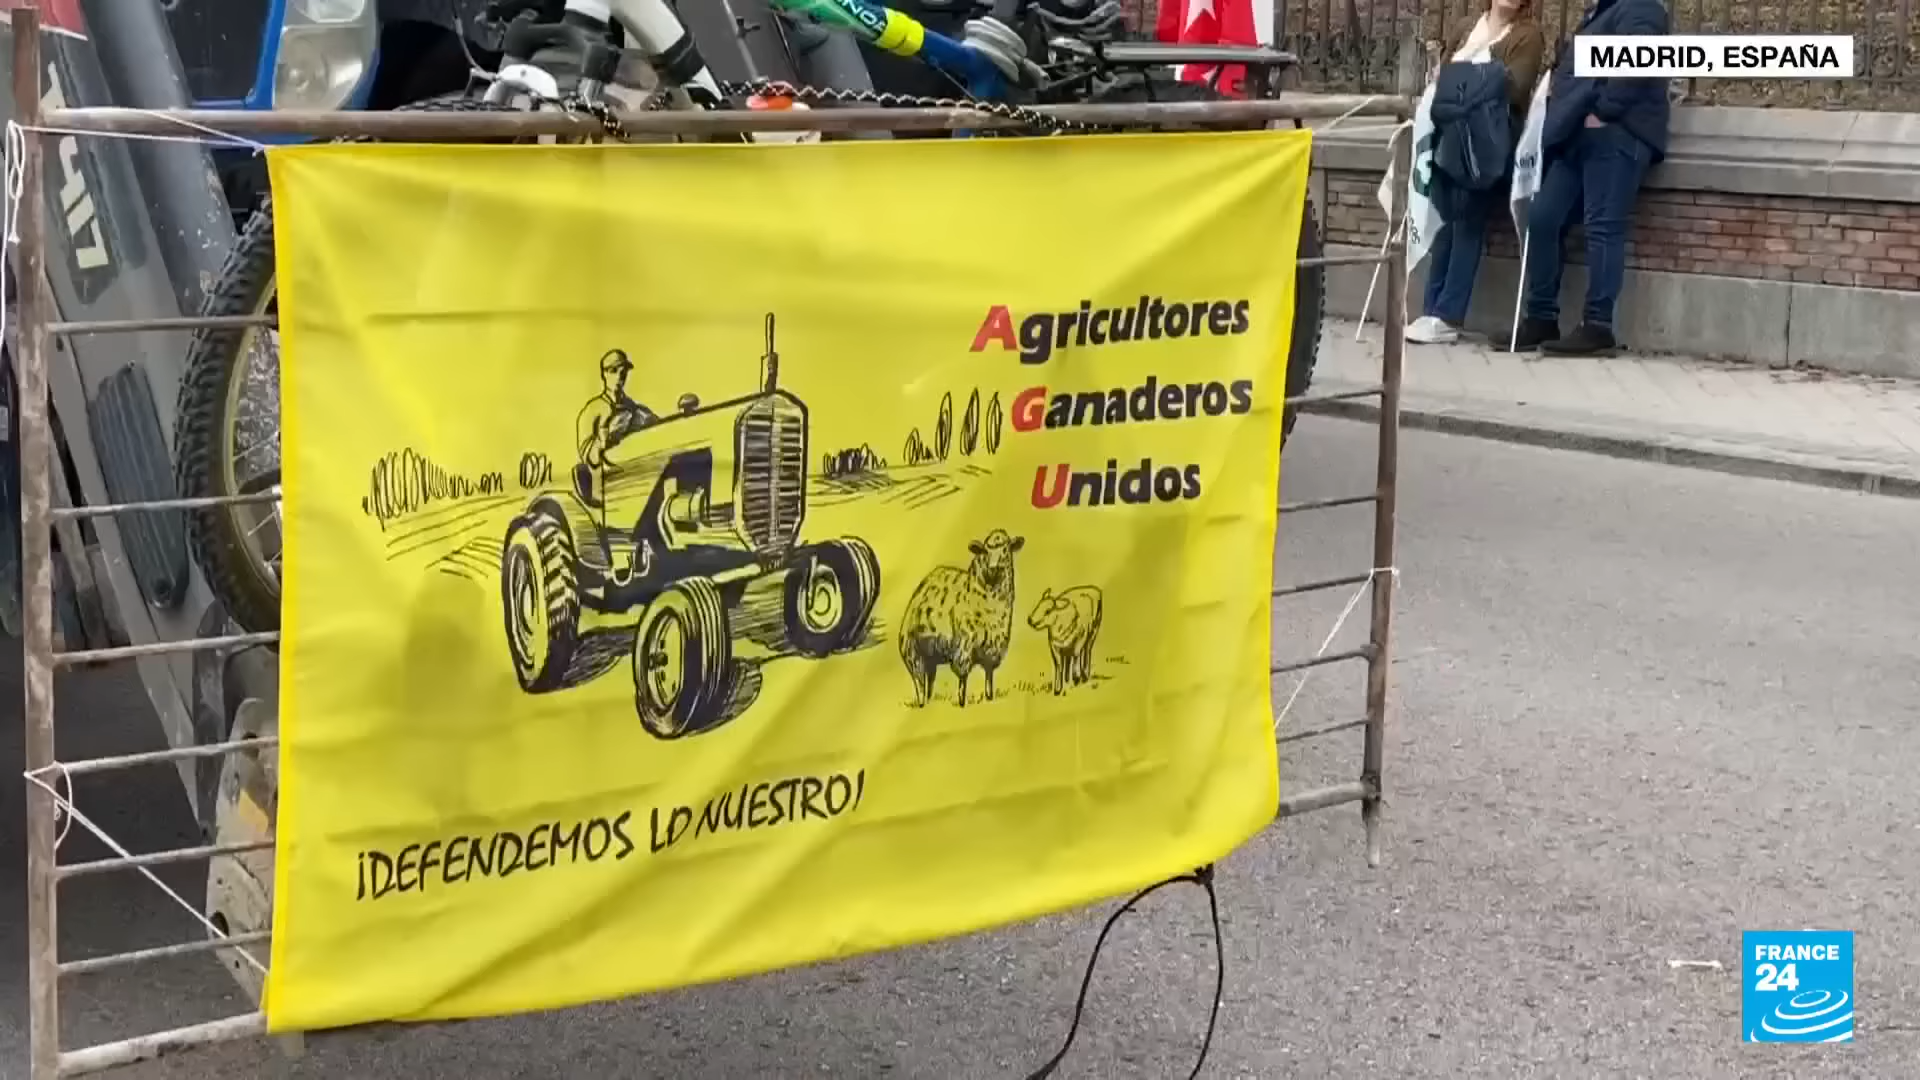 MADRID, ESPAÑA
Agricultores
Ganaderos
Unidos
¡DEFENDEMOS LO NUESTRO!
FRANCE
24